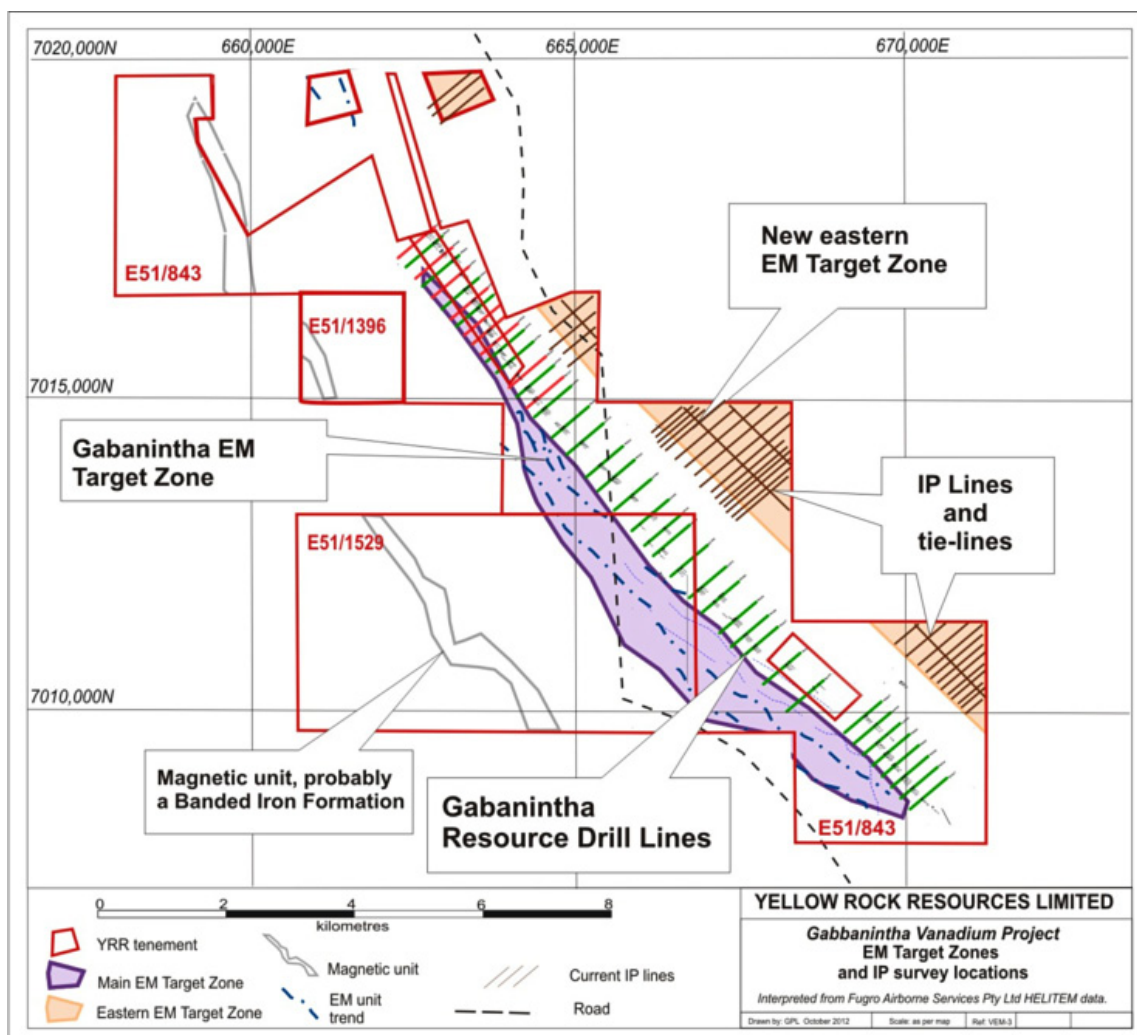 7020,000N
660,000E
665,000E
670,000E
New eastern
EM Target Zone
E51/843
E51/1396
7015,000N
Gabanintha EM
Target Zone
IP Lines
and
tie-lines
E51/1529
7010,000N
Magnetic unit, probably
a Banded Iron Formation
Gabanintha
Resource Drill Lines
E51/843
0 2 4 6 8
kilometres
YRR tenement
Main EM Target Zone
Eastern EM Target Zone
Magnetic unit
EM unit
trend
Current IP lines
Road
YELLOW ROCK RESOURCES LIMITED
Gabbanintha Vanadium Project
EM Target Zones
and IP survey locations
Interpreted from Fugro Airborne Services Pty Ltd HELITEM data.
Drawn by: GPL October 2012 Scale: as per map Ref: VEM-3